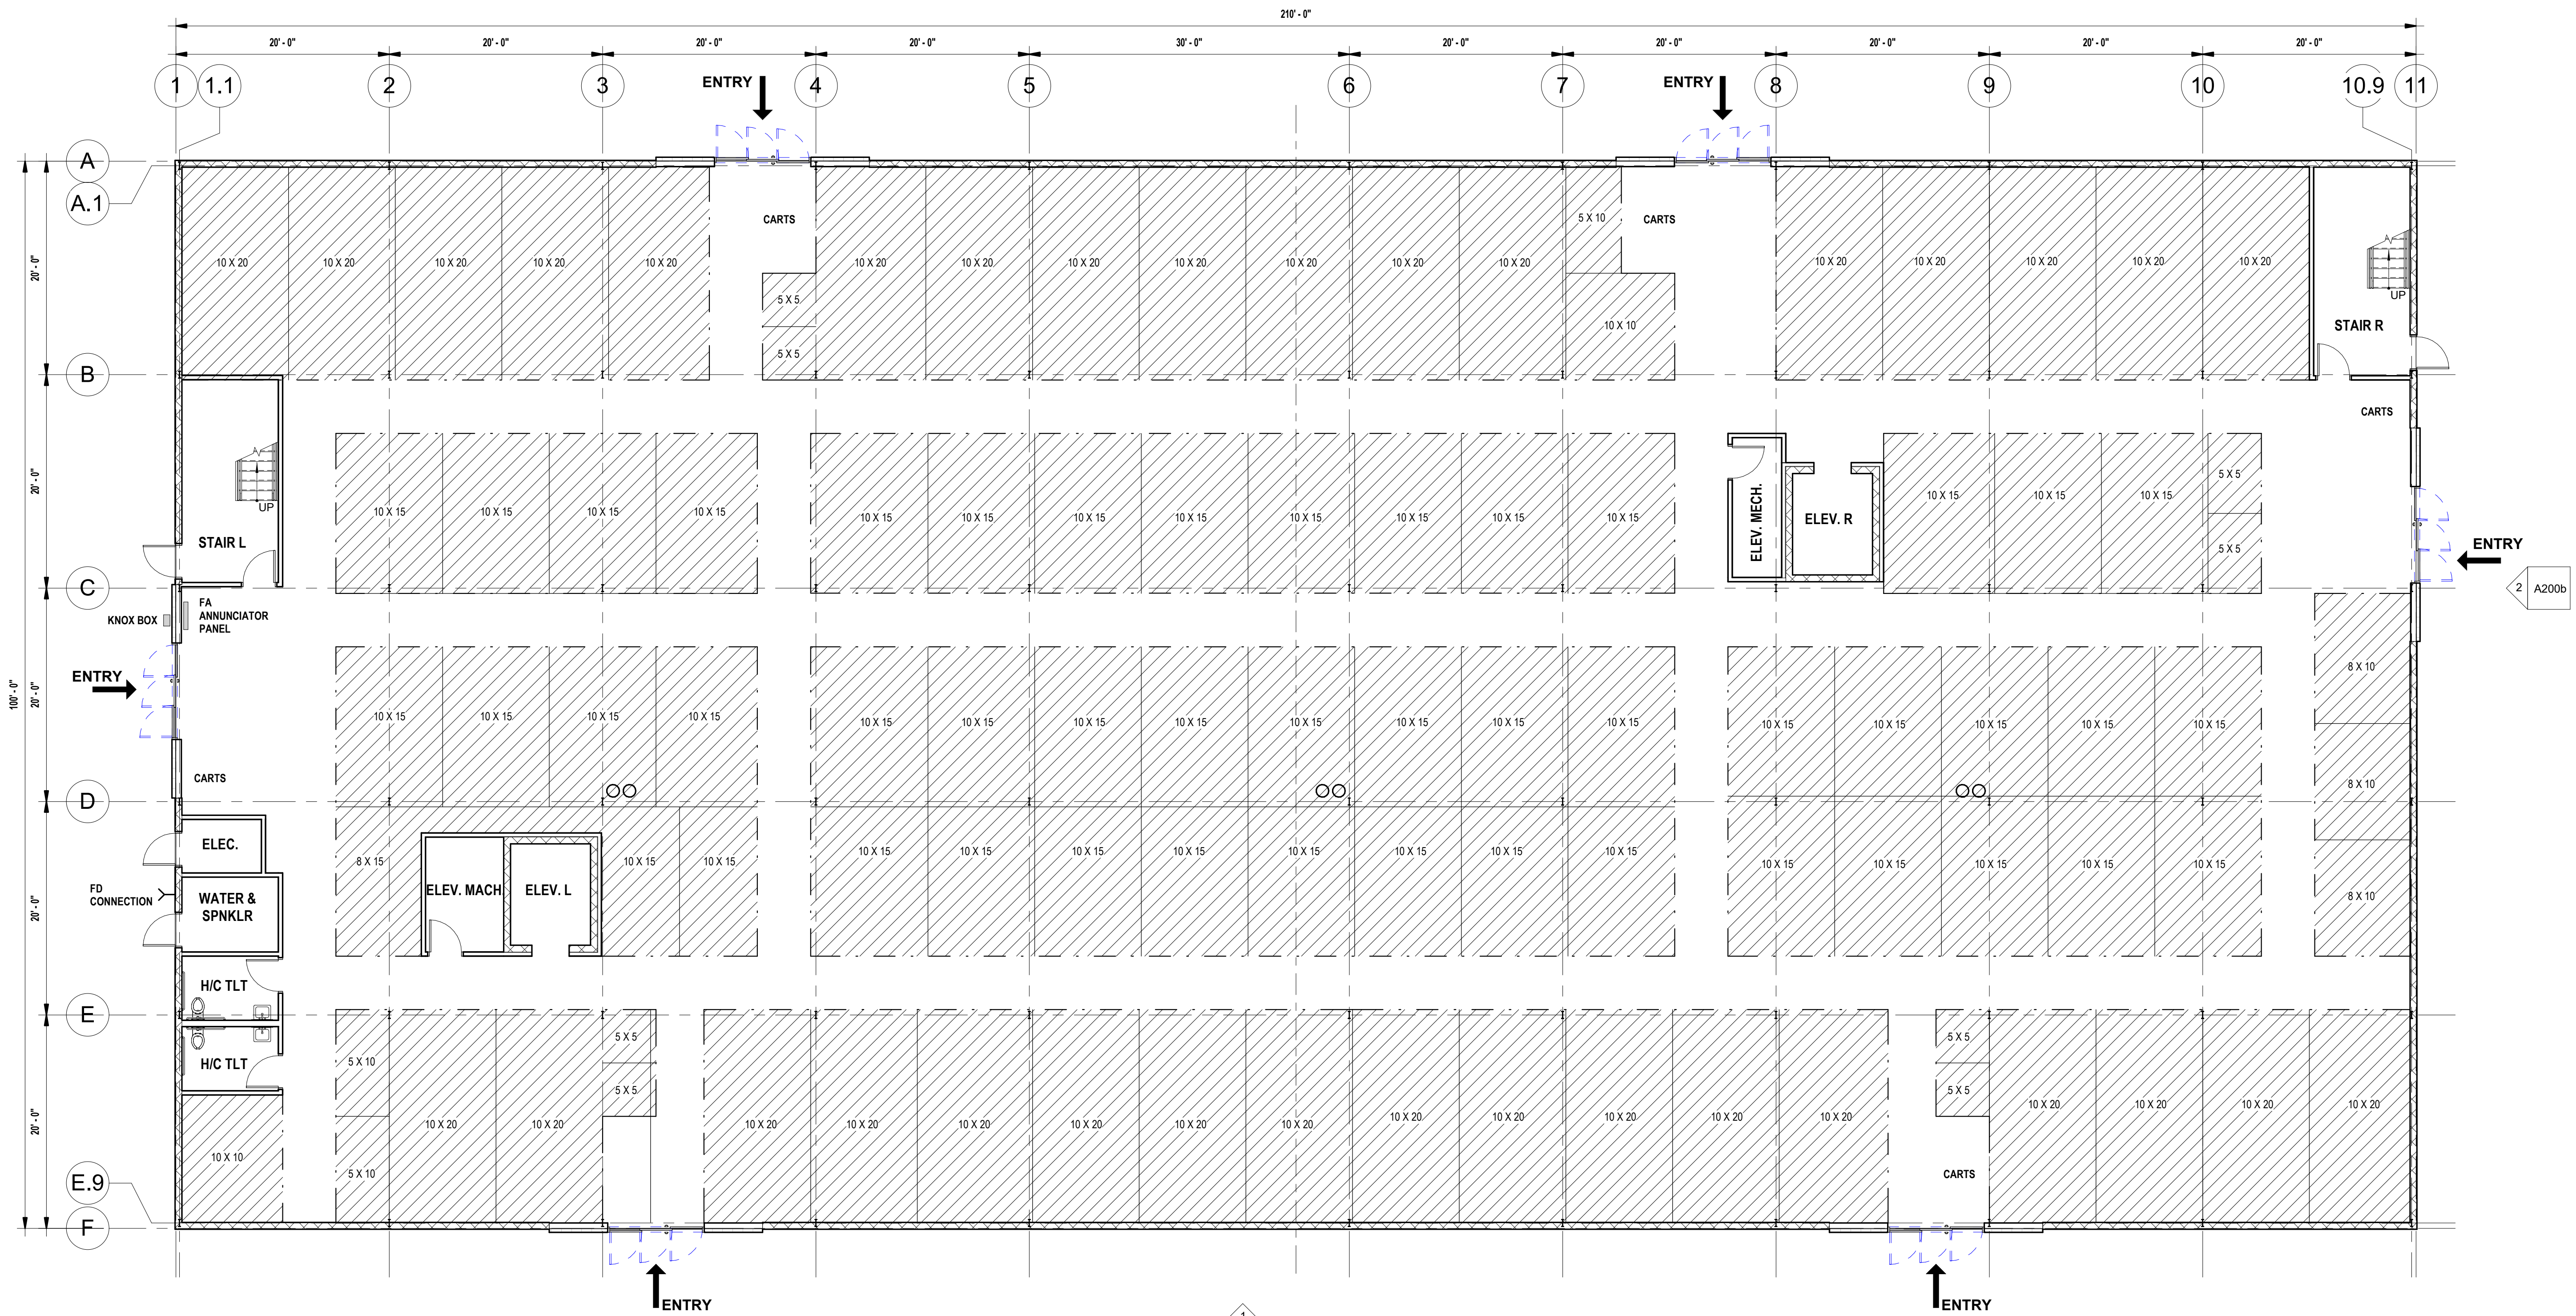 210' - 0"
20' - 0" 20' - 0" 20' - 0" 20' - 0" 30' - 0" 20' - 0" 20' - 0" 20' - 0" 20' - 0" 20' - 0"
1 1.1 2 3 4 5 6 7 8 9 10 10.9 11
ENTRY ENTRY
A
A.1
CARTS 5 X 10 CARTS
20' - 0"
10 X 20 10 X 20 10 X 20 10 X 20 10 X 20 10 X 20 10 X 20 10 X 20 10 X 20 10 X 20 10 X 20 10 X 20 10 X 20 10 X 20 10 X 20 10 X 20 10 X 20
UP
5 X 5
10 X 10
STAIR R
5 X 5
B
CARTS
20' - 0"
5 X 5
10 X 15 10 X 15 10 X 15
UP
10 X 15 10 X 15 10 X 15 10 X 15
10 X 15 10 X 15 10 X 15 10 X 15 10 X 15 10 X 15 10 X 15 10 X 15
ELEV. MECH.
ELEV. R
STAIR L
5 X 5
ENTRY
C
2 A200b
FA
ANNUNCIATOR
PANEL
KNOX BOX
8 X 10
ENTRY
100' - 0"
20' - 0"
10 X 15 10 X 15 10 X 15 10 X 15
10 X 15 10 X 15 10 X 15 10 X 15 10 X 15 10 X 15 10 X 15 10 X 15
10 X 15 10 X 15 10 X 15 10 X 15 10 X 15
CARTS
8 X 10
D
ELEC.
8 X 15
10 X 15 10 X 15
10 X 15 10 X 15 10 X 15 10 X 15 10 X 15 10 X 15 10 X 15 10 X 15
10 X 15 10 X 15 10 X 15 10 X 15 10 X 15
ELEV. MACH
ELEV. L
8 X 10
FD
CONNECTION
WATER &
SPNKLR
20' - 0"
H/C TLT
E
5 X 5 5 X 5
H/C TLT
5 X 10
5 X 5 5 X 5
20' - 0"
10 X 20 10 X 20 10 X 20 10 X 20 10 X 20 10 X 20 10 X 20 10 X 20 10 X 20 10 X 20 10 X 20 10 X 20 10 X 20 10 X 20 10 X 20 10 X 20 10 X 20
10 X 10
5 X 10
CARTS
E.9
F
ENTRY ENTRY
1